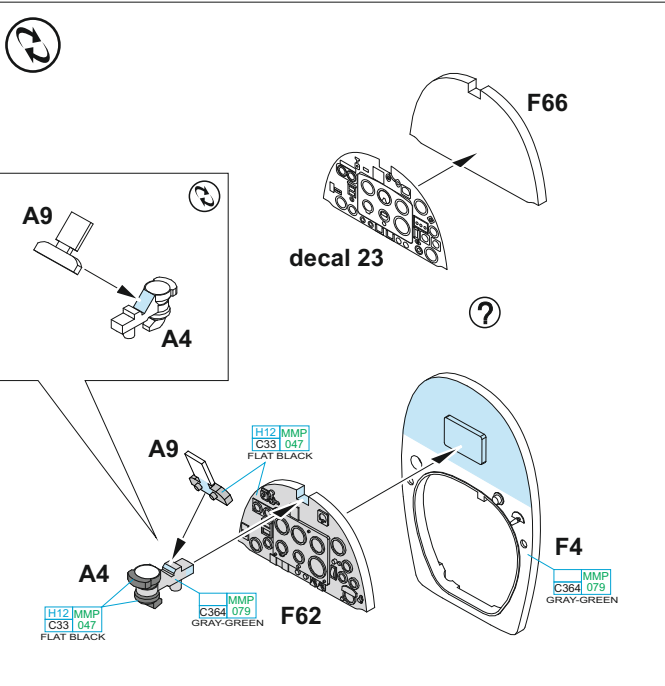 F66
decal 23
A9
A4
?
H12 MMP
C33 047
FLAT BLACK
A9
F4
MMP
C364 079
GRAY-GREEN
A4
H12 MMP
C33 047
FLAT BLACK
MMP
C364 079
GRAY-GREEN
F62